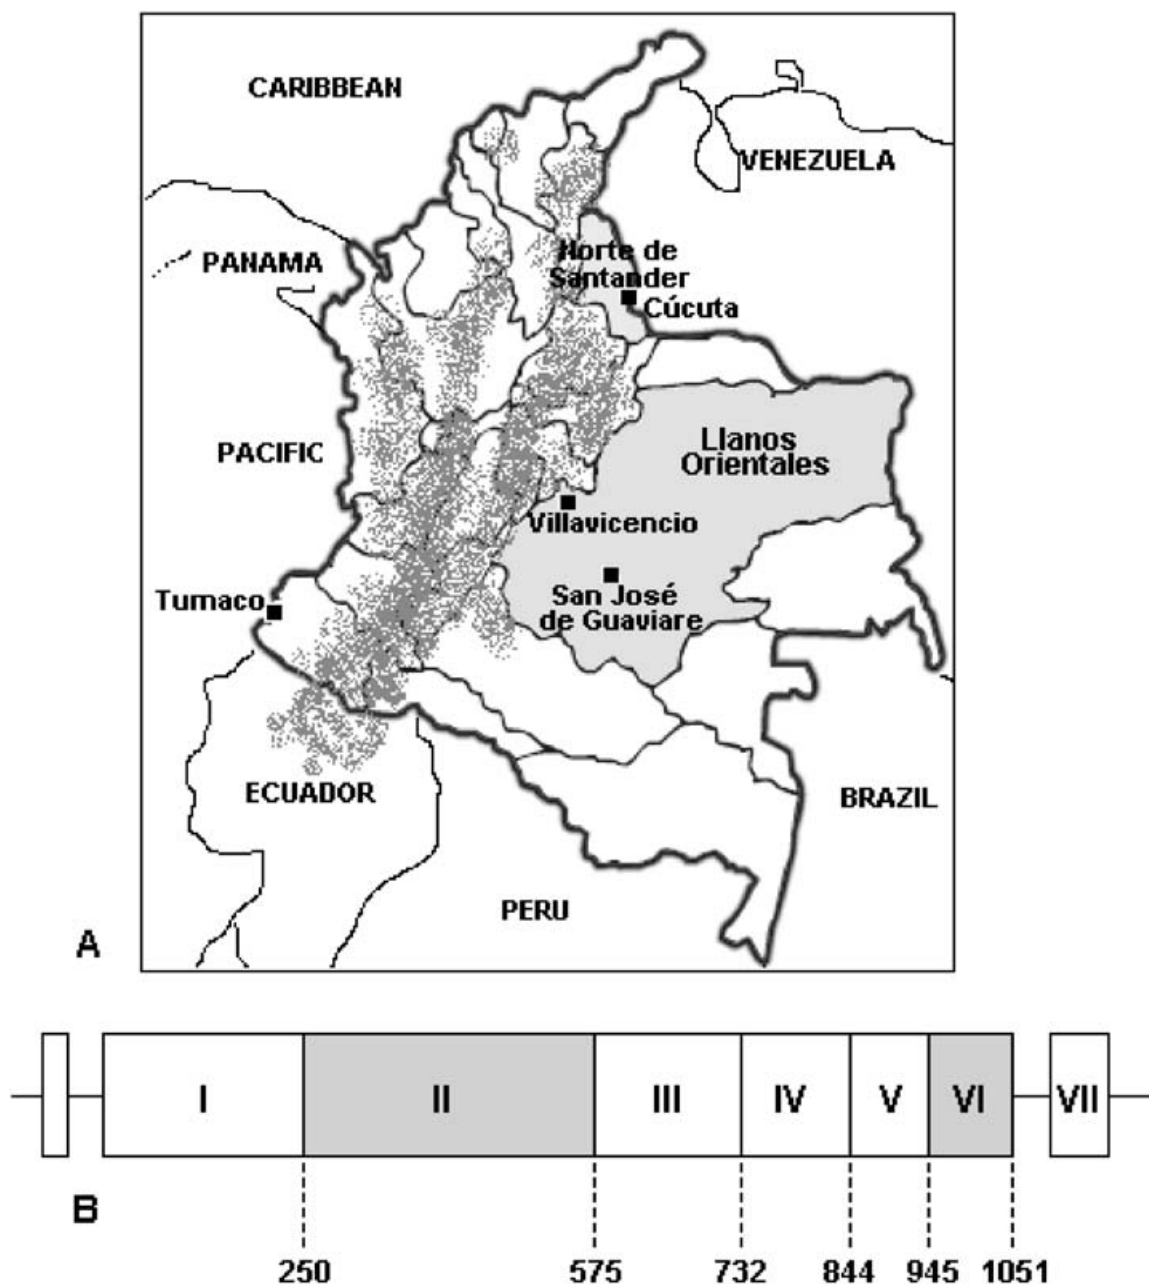 CARIBBEAN
VENEZUELA
PANAMA
Norte de
Santander
Cúcuta
PACIFIC
Llanos
Orientales
Villavicencio
Tumaco
San José
de Guaviare
ECUADOR
BRAZIL
PERU
A
I II III IV V VI VII
B
250 575 732 844 945 1051